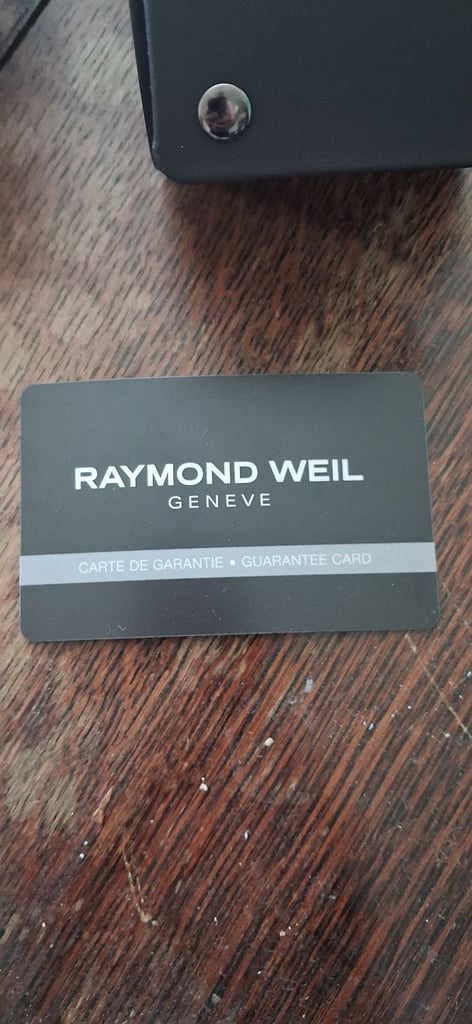 RAYMOND WEIL
GENEVE
CARTE DE GARANTIE • GUARANTEE CARD